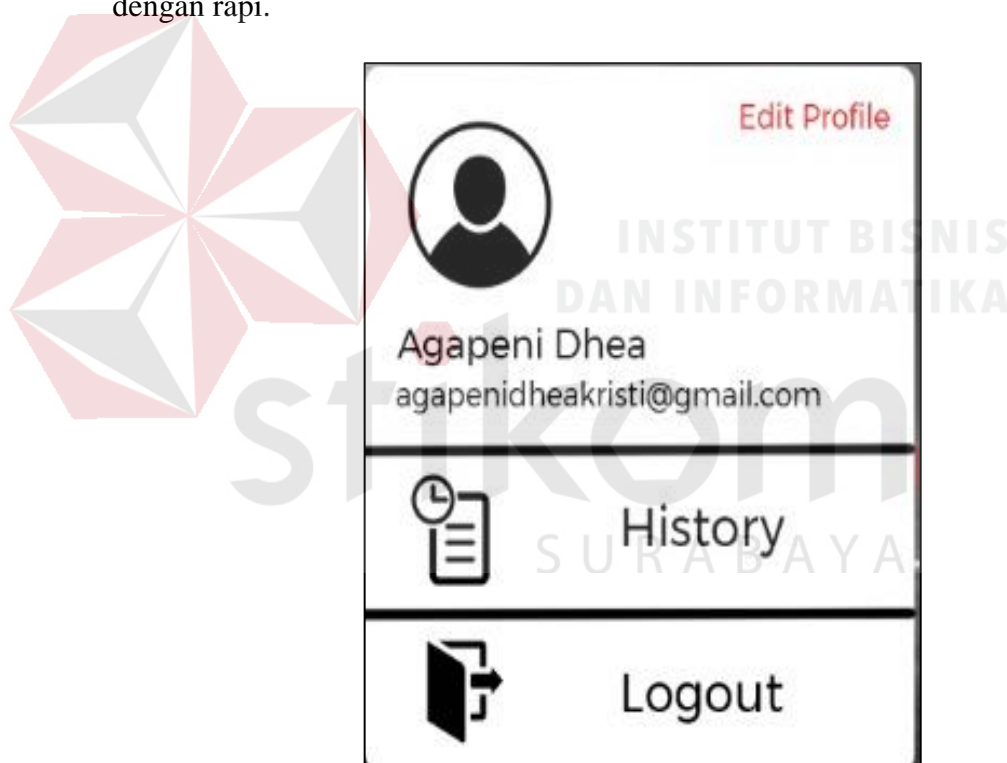 dengan rapi.
Edit Profile
INSTITUT BISNIS
DAN INFORMATIKA
Agapeni Dhea
agapenidheakristi@gmail.com
stikom
History
SURABAYA
Logout